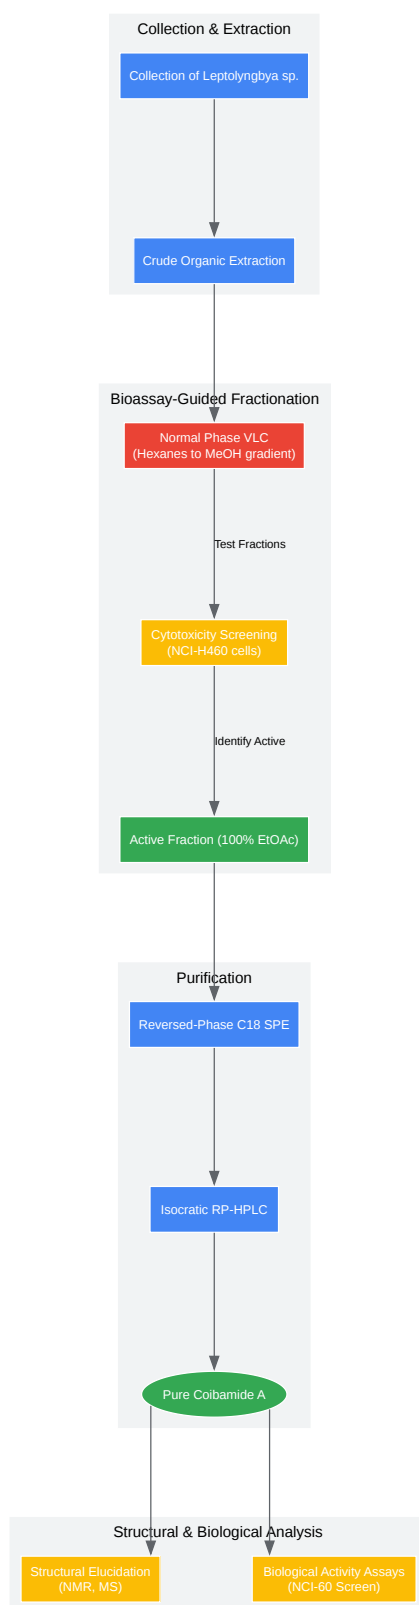 Collection & Extraction
Collection of Leptolyngbya sp.
Crude Organic Extraction
Bioassay-Guided Fractionation
Normal Phase VLC
(Hexanes to MeOH gradient)
Test Fractions
Cytotoxicity Screening
(NCI-H460 cells)
Identify Active
Active Fraction (100% EtOAc)
Purification
Reversed-Phase C18 SPE
Isocratic RP-HPLC
Pure Coibamide A
Structural & Biological Analysis
Structural Elucidation
(NMR, MS)
Biological Activity Assays
(NCI-60 Screen)